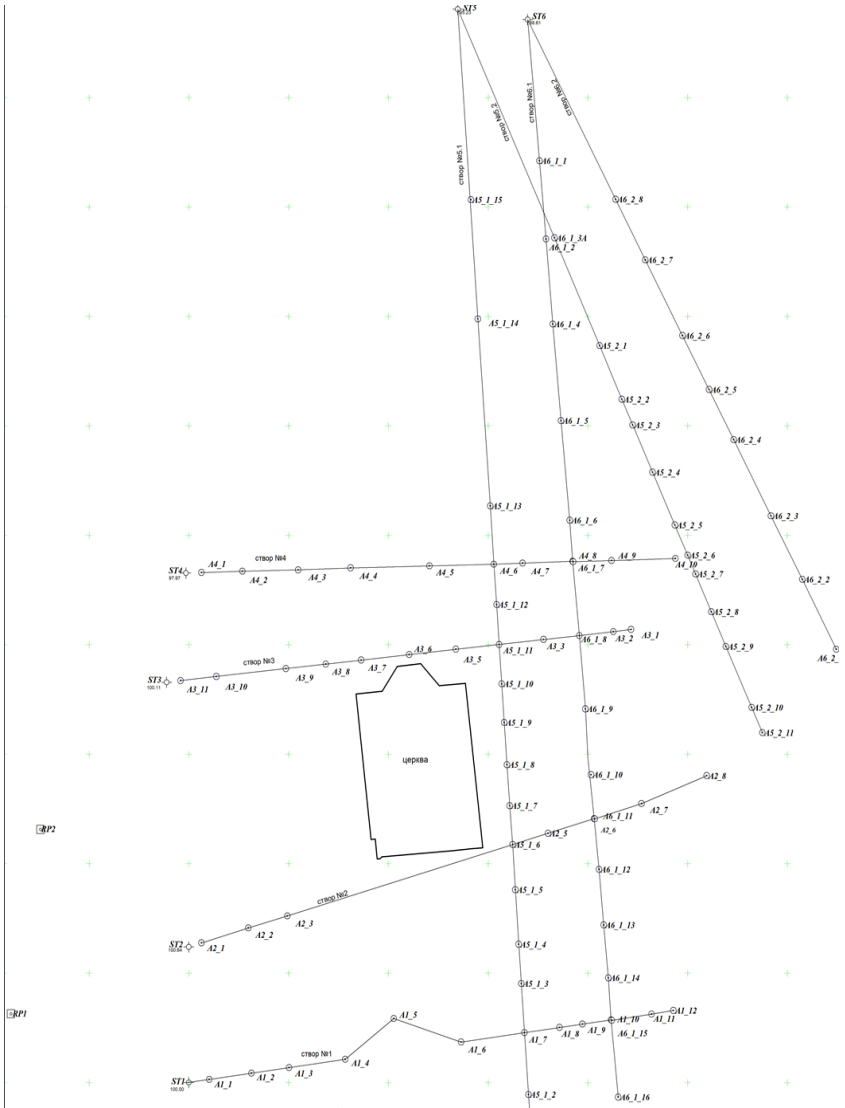 ST5
ST6
створ №5.1
створ №5.2
створ №6.1
створ №6.2
A6_1_1
A5_1_15
A6_2_8
A6_1_3A
A6_1_2
A6_2_7
A5_1_14
A6_1_4
A6_2_6
A5_2_1
A6_2_5
A5_2_2
A6_1_5
A5_2_3
A6_2_4
A5_2_4
A5_1_13
A6_1_6
A6_2_3
A5_2_5
створ №4
A4_1
A4_2
A4_3
A4_4
A4_5
A4_6
A4_7
A4_8
A4_9
A4_10
ST4
97.97
A6_1_7
A5_2_6
A5_2_7
A6_2_2
A5_1_12
A5_2_8
A3_1
A3_2
A6_1_8
A3_3
A5_1_11
A3_5
A3_6
A3_7
A3_8
A3_9
створ №3
A3_10
A3_11
ST3
100.11
A5_2_9
A6_2_
A5_1_10
A6_1_9
A5_2_10
A5_1_9
A5_2_11
церква
A5_1_8
A6_1_10
A2_8
A5_1_7
A2_7
A6_1_11
A2_6
A2_5
RP2
A5_1_6
A6_1_12
A5_1_5
створ №2
A2_3
A2_2
A2_1
ST2
100.64
A6_1_13
A5_1_4
A6_1_14
A5_1_3
RP1
A1_5
A1_12
A1_11
A1_10
A1_9
A1_8
A1_7
A6_1_15
A1_6
створ №1
A1_4
A1_3
A1_2
A1_1
ST1
100.00
A5_1_2
A6_1_16